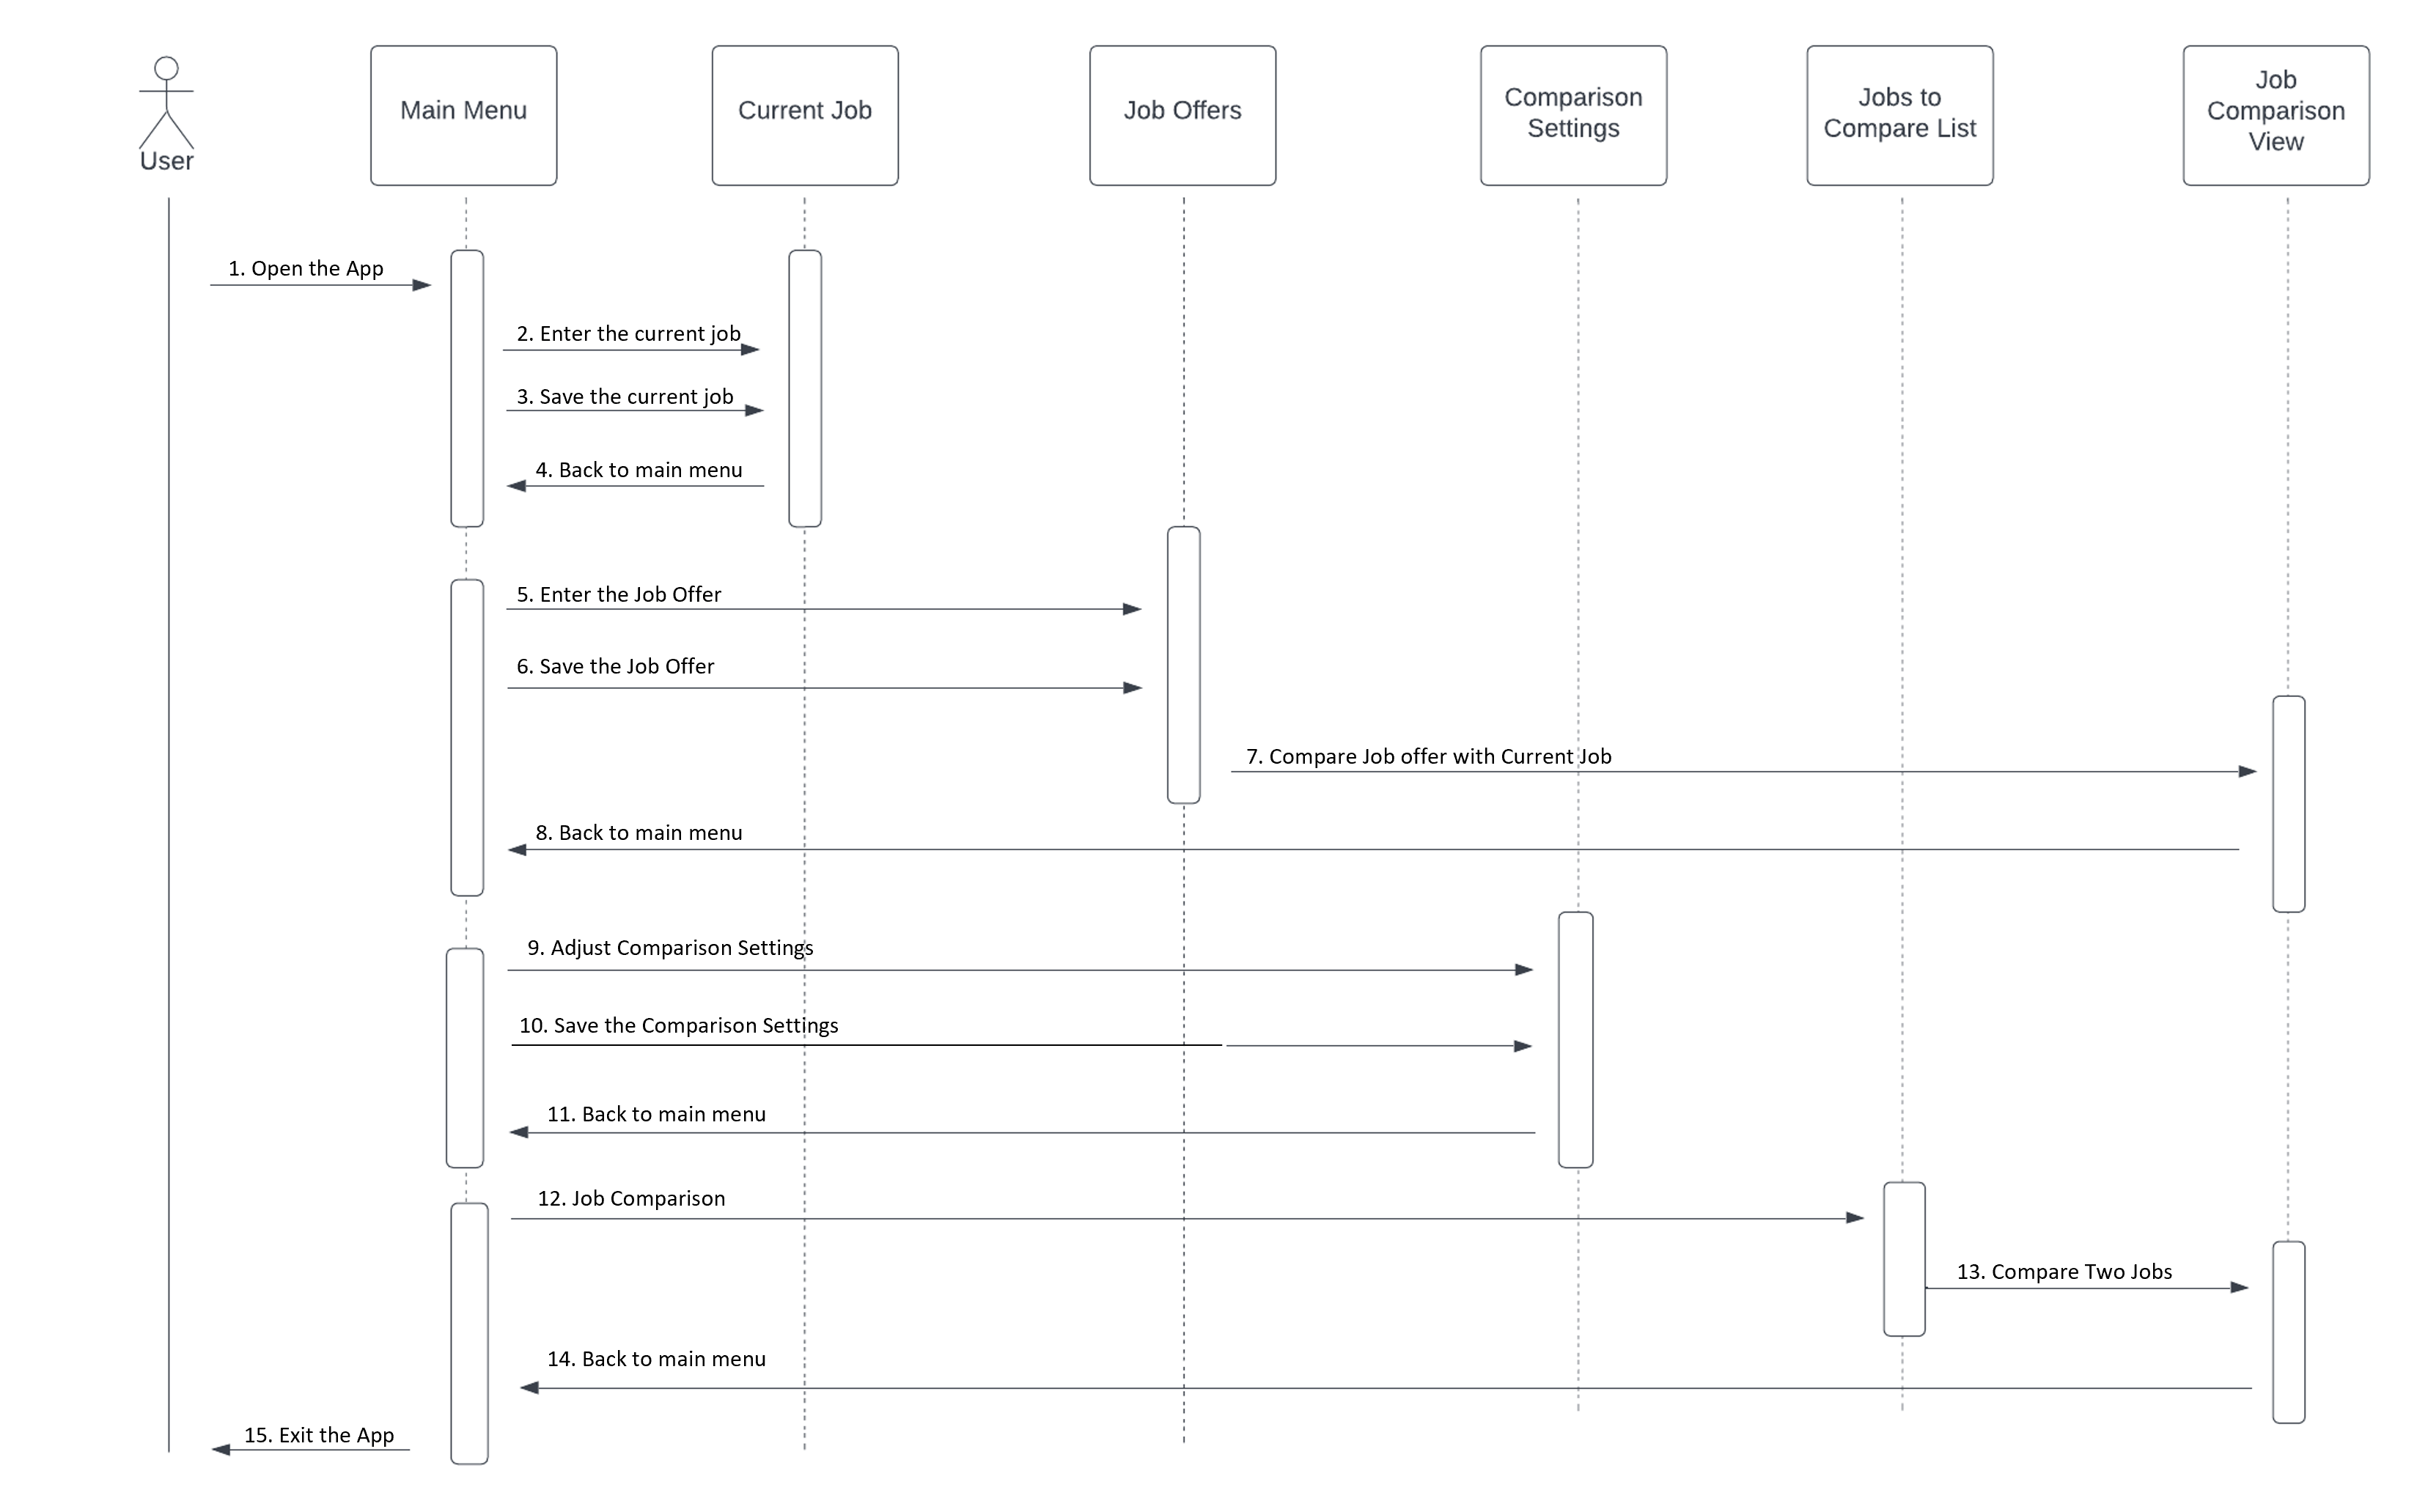 User
Main Menu
Current Job
Job Offers
Comparison
Settings
Jobs to
Compare List
Job
Comparison
View
1. Open the App
2. Enter the current job
3. Save the current job
4. Back to main menu
5. Enter the Job Offer
6. Save the Job Offer
7. Compare Job offer with Current Job
8. Back to main menu
9. Adjust Comparison Settings
10. Save the Comparison Settings
11. Back to main menu
12. Job Comparison
13. Compare Two Jobs
14. Back to main menu
15. Exit the App